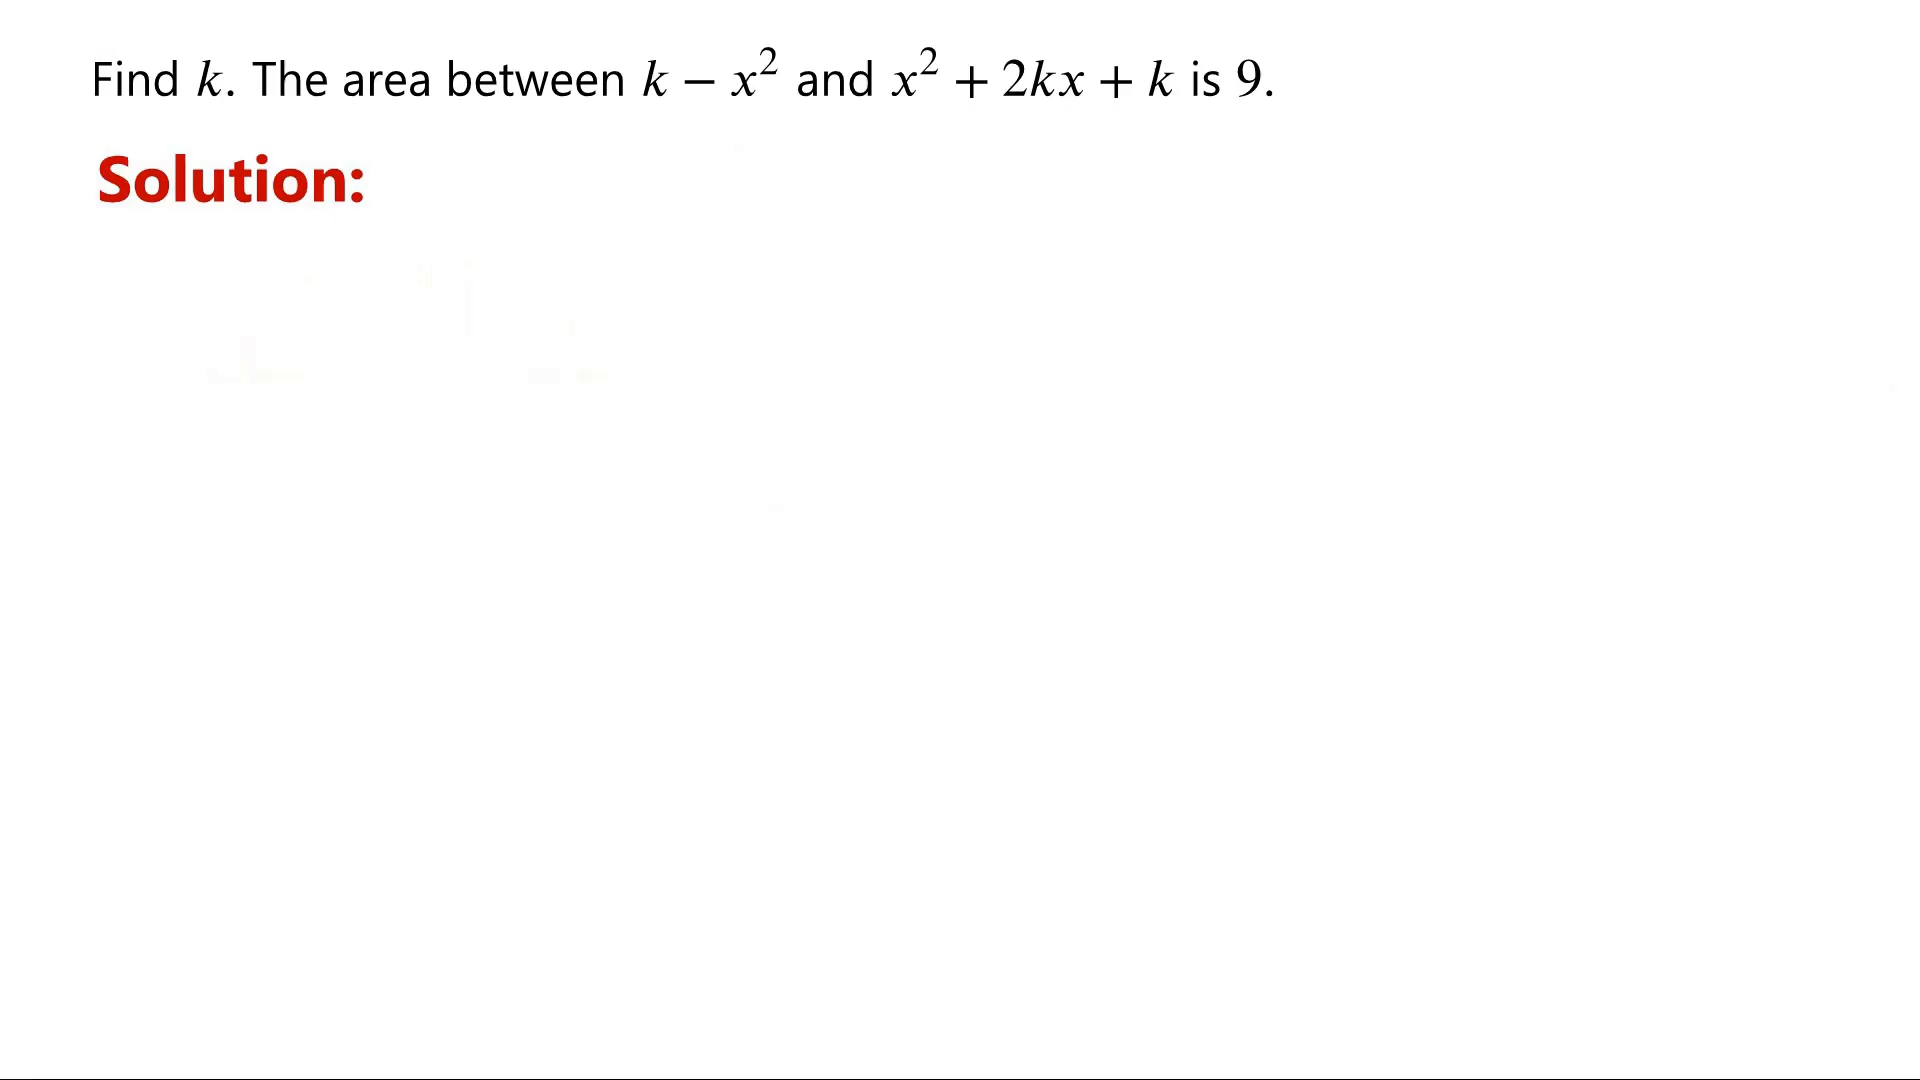 Find k. The area between k − x² and x² + 2kx + k is 9.
Solution: